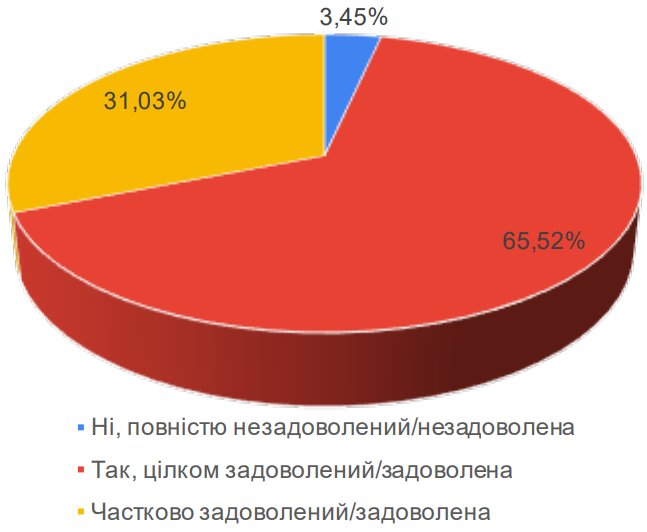 3,45%
31,03%
65,52%
Ні, повністю незадоволений/незадоволена
Так, цілком задоволений/задоволена
Частково задоволений/задоволена